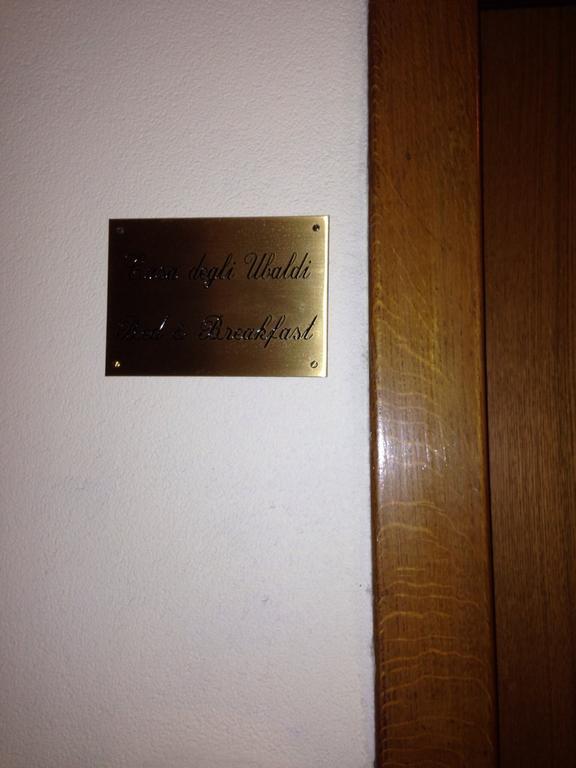 Casa degli Ubaldi
Bed & Breakfast